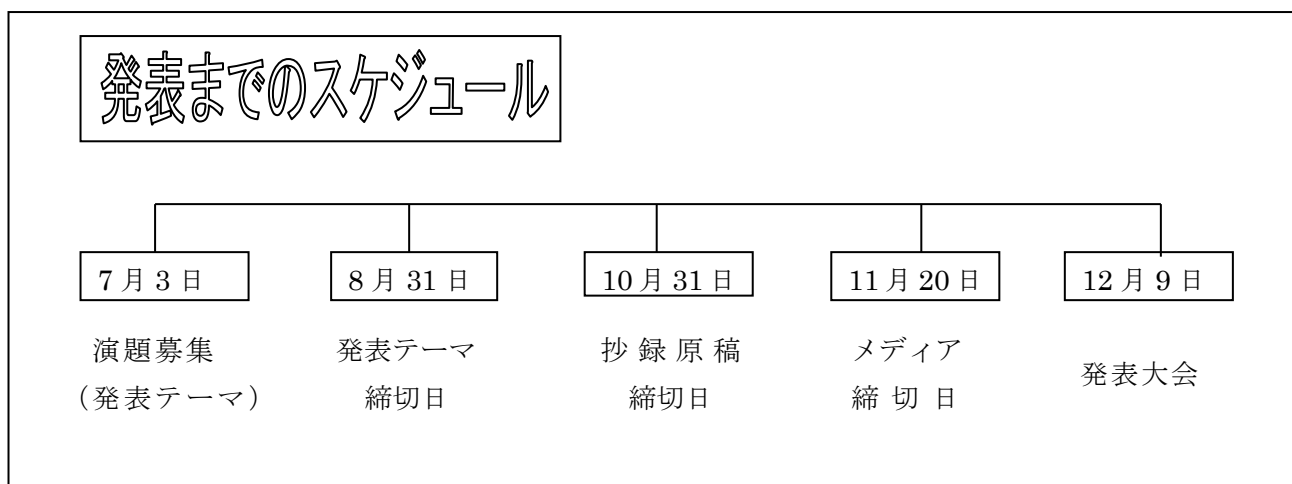 発表までのスケジュール
7月3日
8月31日
10月31日
11月20日
12月9日
演題募集
(発表テーマ)
発表テーマ
締切日
抄録原稿
締切日
メディア
締切日
発表大会